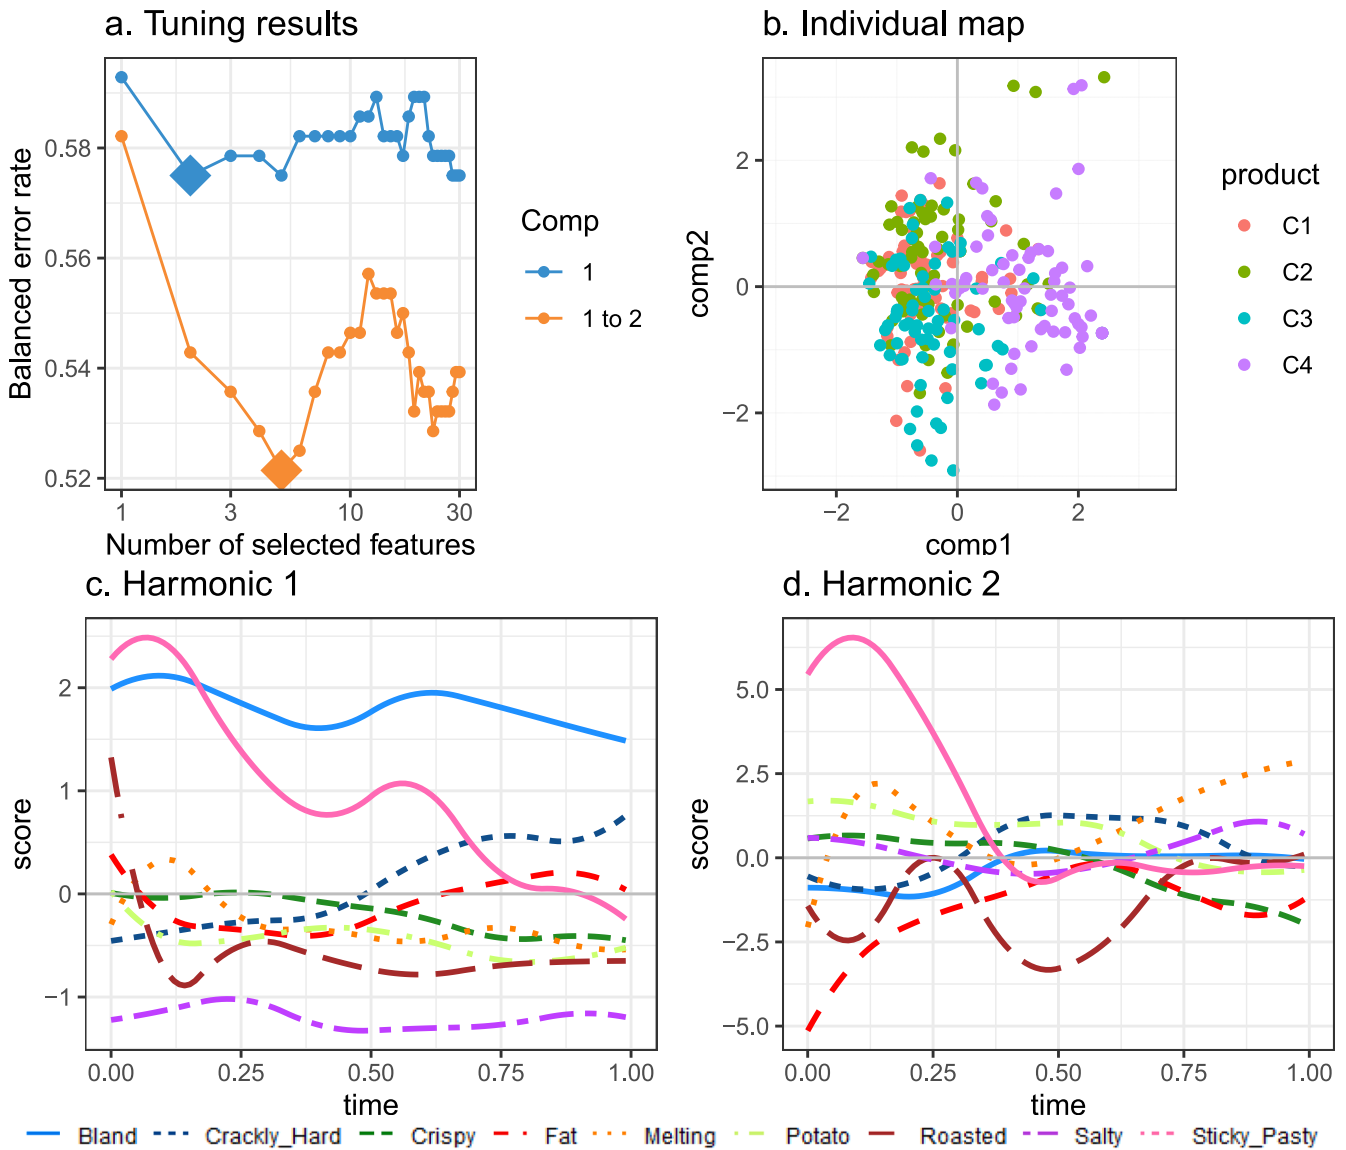 a. Tuning results
b. Individual map
Balanced error rate
0.58
0.56
0.54
0.52
1
3
10
30
Number of selected features
Comp
1
1 to 2
comp2
2
0
−2
−2
0
2
comp1
product
C1
C2
C3
C4
c. Harmonic 1
d. Harmonic 2
score
2
1
0
−1
0.00
0.25
0.50
0.75
1.00
time
score
5.0
2.5
0.0
−2.5
−5.0
0.00
0.25
0.50
0.75
1.00
time
Bland Crackly_Hard Crispy Fat Melting Potato Roasted Salty Sticky_Pasty